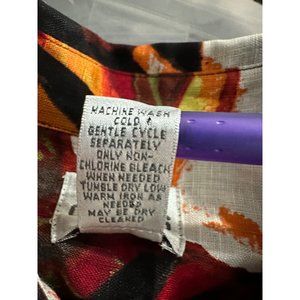 MACHINE WASH
COLD
GENTLE CYCLE
SEPARATELY
ONLY NON-
CHLORINE BLEACH
WHEN NEEDED
TUMBLE DRY LOW
WARM IRON AS
NEEDED
MAY BE DRY
CLEANED